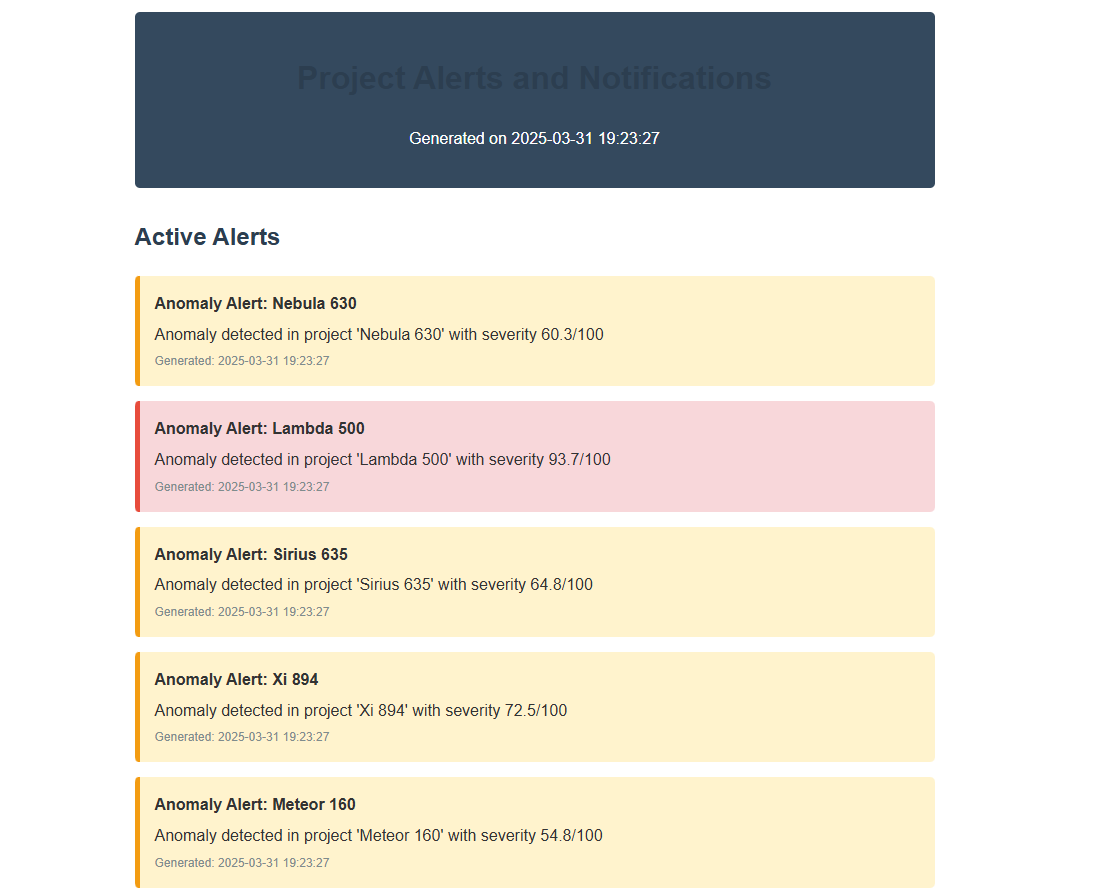 Project Alerts and Notifications
Generated on 2025-03-31 19:23:27
Active Alerts
Anomaly Alert: Nebula 630
Anomaly detected in project 'Nebula 630' with severity 60.3/100
Generated: 2025-03-31 19:23:27
Anomaly Alert: Lambda 500
Anomaly detected in project 'Lambda 500' with severity 93.7/100
Generated: 2025-03-31 19:23:27
Anomaly Alert: Sirius 635
Anomaly detected in project 'Sirius 635' with severity 64.8/100
Generated: 2025-03-31 19:23:27
Anomaly Alert: Xi 894
Anomaly detected in project 'Xi 894' with severity 72.5/100
Generated: 2025-03-31 19:23:27
Anomaly Alert: Meteor 160
Anomaly detected in project 'Meteor 160' with severity 54.8/100
Generated: 2025-03-31 19:23:27